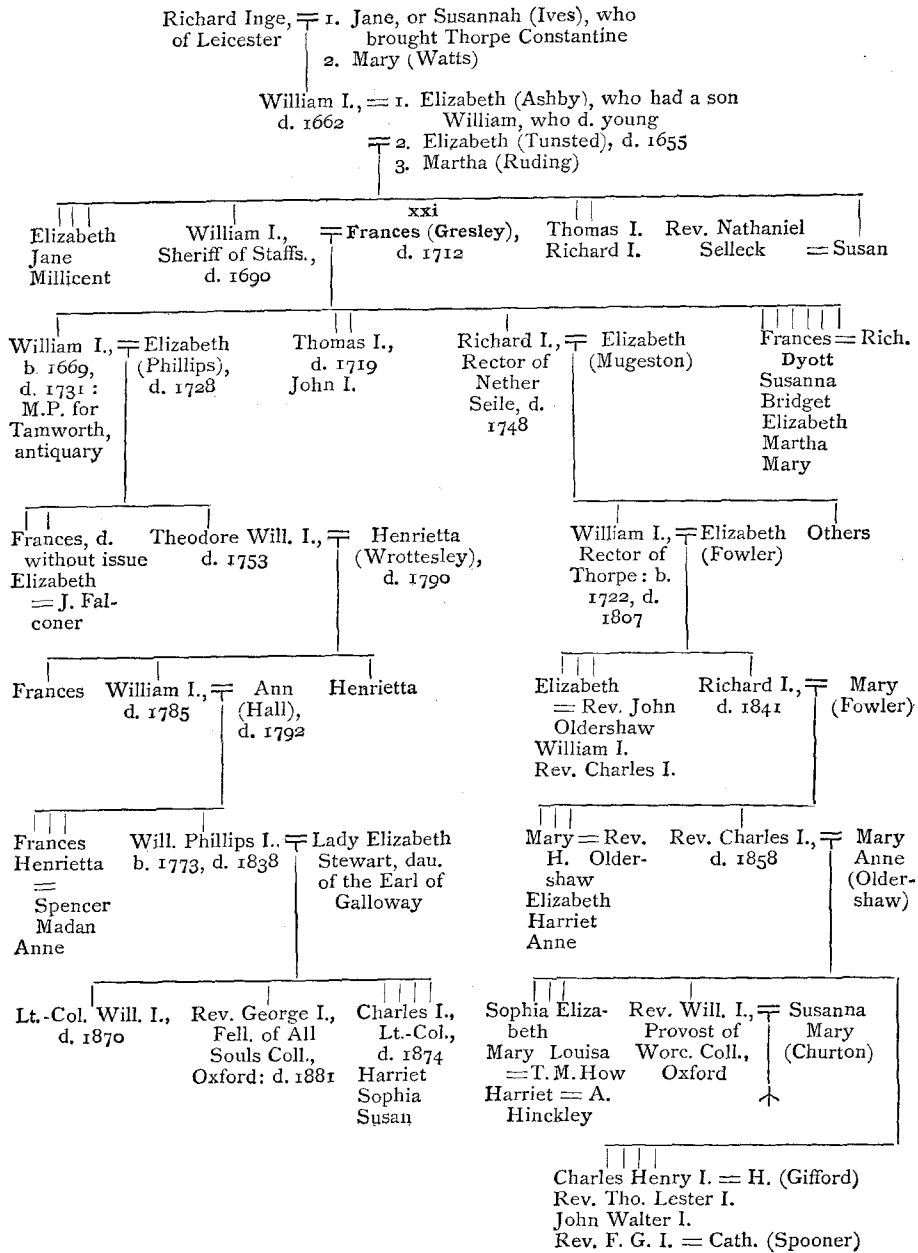 Richard Inge, = 1. Jane, or Susannah (Ives), who
of Leicester brought Thorpe Constantine
2. Mary (Watts)
William I., = 1. Elizabeth (Ashby), who had a son
d. 1662 William, who d. young
= 2. Elizabeth (Tunsted), d. 1655
3. Martha (Ruding)
Elizabeth
Jane
Millicent
William I.,
Sheriff of Staffs.,
d. 1690
xxi
= Frances (Gresley),
d. 1712
Thomas I.
Richard I.
Rev. Nathaniel
Selleck = Susan
William I., = Elizabeth
b. 1669, (Phillips),
d. 1731 : d. 1728
M.P. for
Tamworth,
antiquary
Thomas I.,
d. 1719
John I.
Richard I., = Elizabeth
Rector of (Mugeston)
Nether
Seile, d.
1748
Frances = Rich.
Dyott
Susanna
Bridget
Elizabeth
Martha
Mary
Frances, d.
without issue
Elizabeth
= J. Fal-
coner
Theodore Will. I., = Henrietta
d. 1753 (Wrottesley),
d. 1790
William I., = Elizabeth
Rector of (Fowler)
Thorpe : b.
1722, d.
1807
Others
Frances
William I., = Ann
d. 1785 (Hall),
d. 1792
Henrietta
Elizabeth
= Rev. John
Oldershaw
William I.
Rev. Charles I.
Richard I., = Mary
d. 1841 (Fowler)
Frances
Henrietta
=
Spencer
Madan
Anne
Will. Phillips I.. = Lady Elizabeth
b. 1773, d. 1838 Stewart, dau.
of the Earl of
Galloway
Mary = Rev.
H. Older-
shaw
Elizabeth
Harriet
Anne
Rev. Charles I., = Mary
d. 1858 Anne
(Older-
shaw)
Lt.-Col. Will. I.,
d. 1870
Rev. George I.,
Fell. of All
Souls Coll.,
Oxford: d. 1881
Charles I.,
Lt.-Col.,
d. 1874
Harriet
Sophia
Susan
Sophia Eliza-
beth
Mary Louisa
= T. M. How
Harriet = A.
Hinckley
Rev. Will. I., = Susanna
Provost of Mary
Worc. Coll., (Churton)
Oxford
Charles Henry I. = H. (Gifford)
Rev. Tho. Lester I.
John Walter I.
Rev. F. G. I. = Cath. (Spooner)